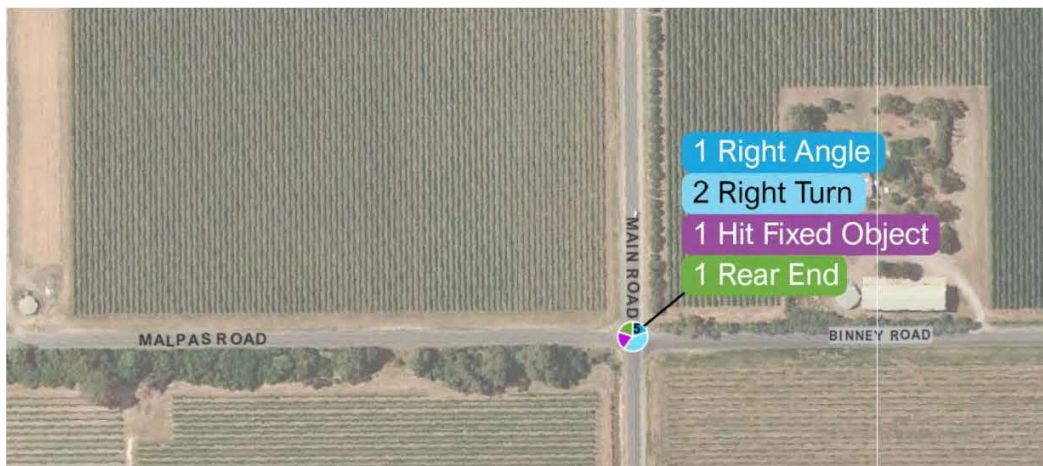 1 Right Angle
2 Right Turn
1 Hit Fixed Object
1 Rear End
MAIN ROAD
5
MALPAS ROAD
BINNEY ROAD